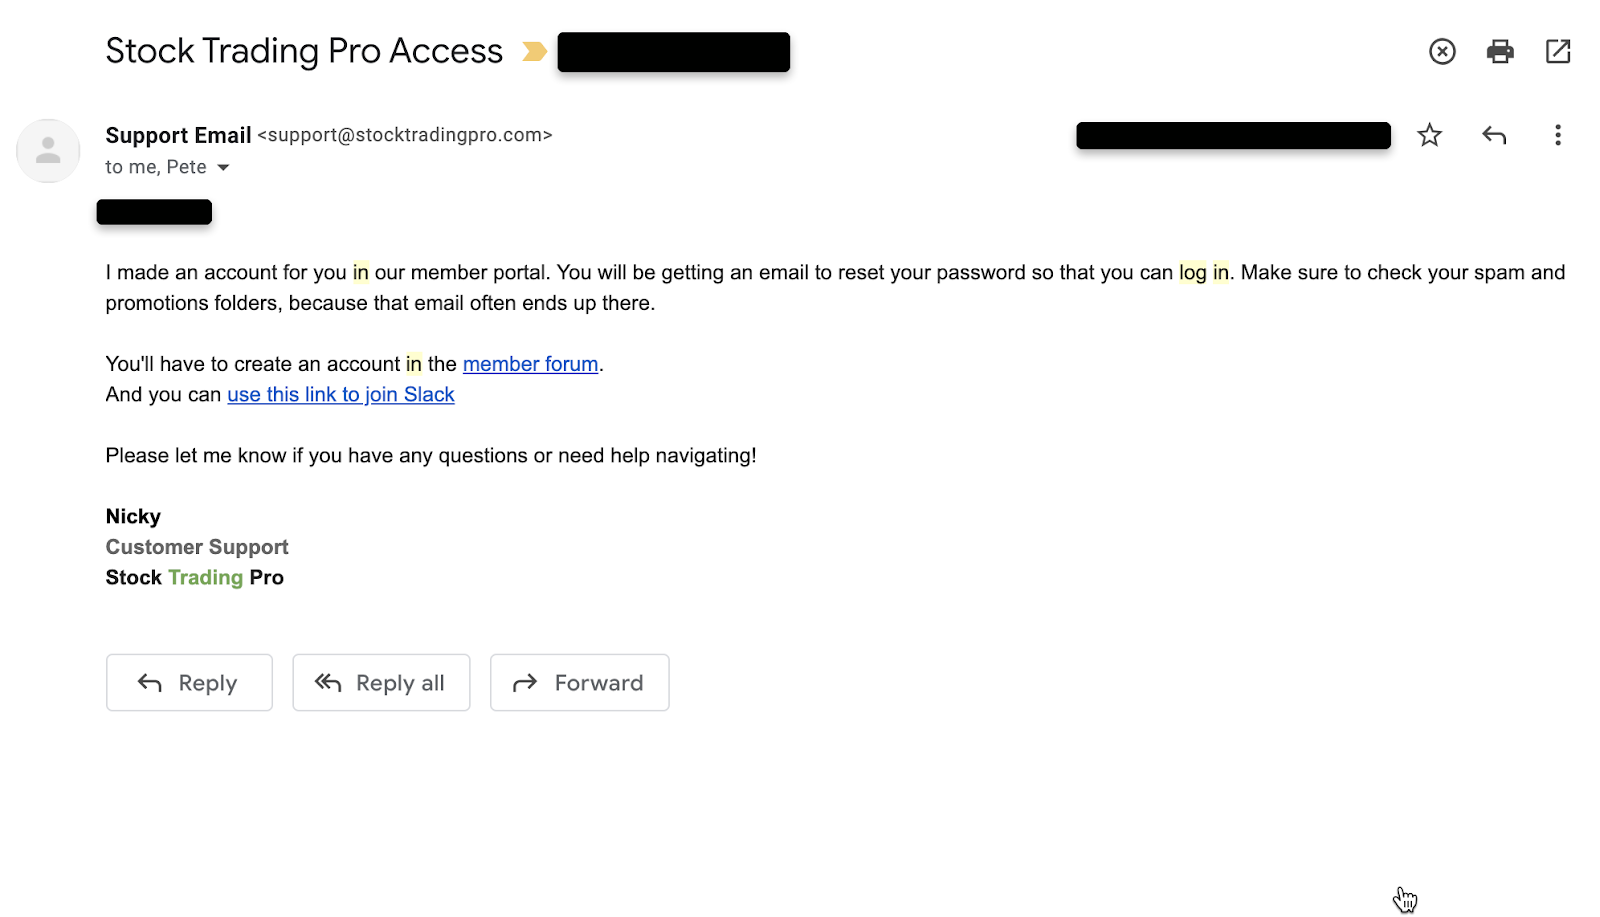 Stock Trading Pro Access
Support Email <support@stocktradingpro.com>
to me, Pete
I made an account for you in our member portal. You will be getting an email to reset your password so that you can log in. Make sure to check your spam and
promotions folders, because that email often ends up there.
You'll have to create an account in the member forum.
And you can use this link to join Slack
Please let me know if you have any questions or need help navigating!
Nicky
Customer Support
Stock Trading Pro
Reply Reply all Forward